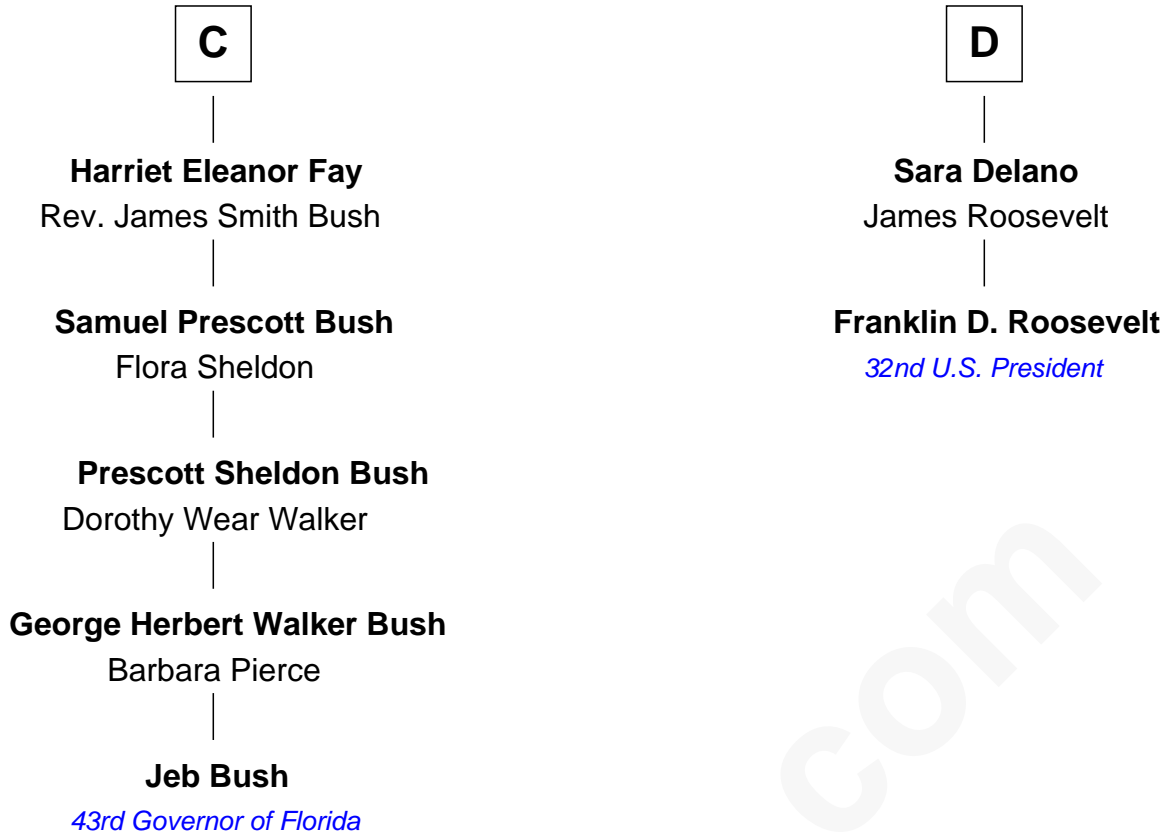 C
Harriet Eleanor Fay
Rev. James Smith Bush
Samuel Prescott Bush
Flora Sheldon
Prescott Sheldon Bush
Dorothy Wear Walker
George Herbert Walker Bush
Barbara Pierce
Jeb Bush
43rd Governor of Florida
D
Sara Delano
James Roosevelt
Franklin D. Roosevelt
32nd U.S. President
com